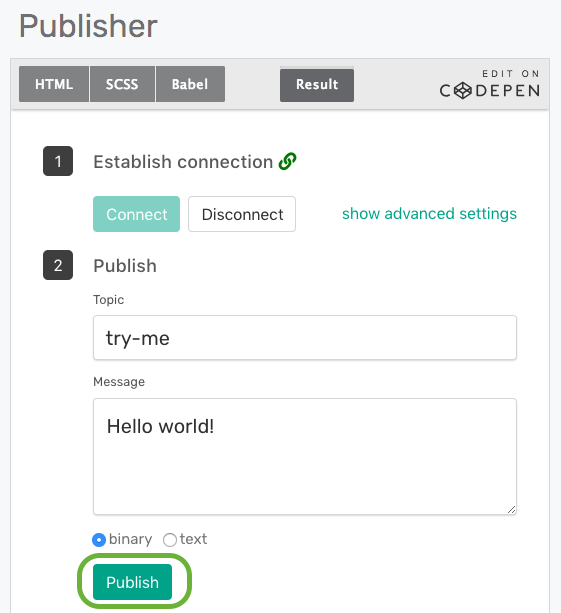 Publisher
HTML SCSS Babel Result EDIT ON
CODEPEN
1 Establish connection
Connect Disconnect show advanced settings
2 Publish
Topic
try-me
Message
Hello world!
binary text
Publish